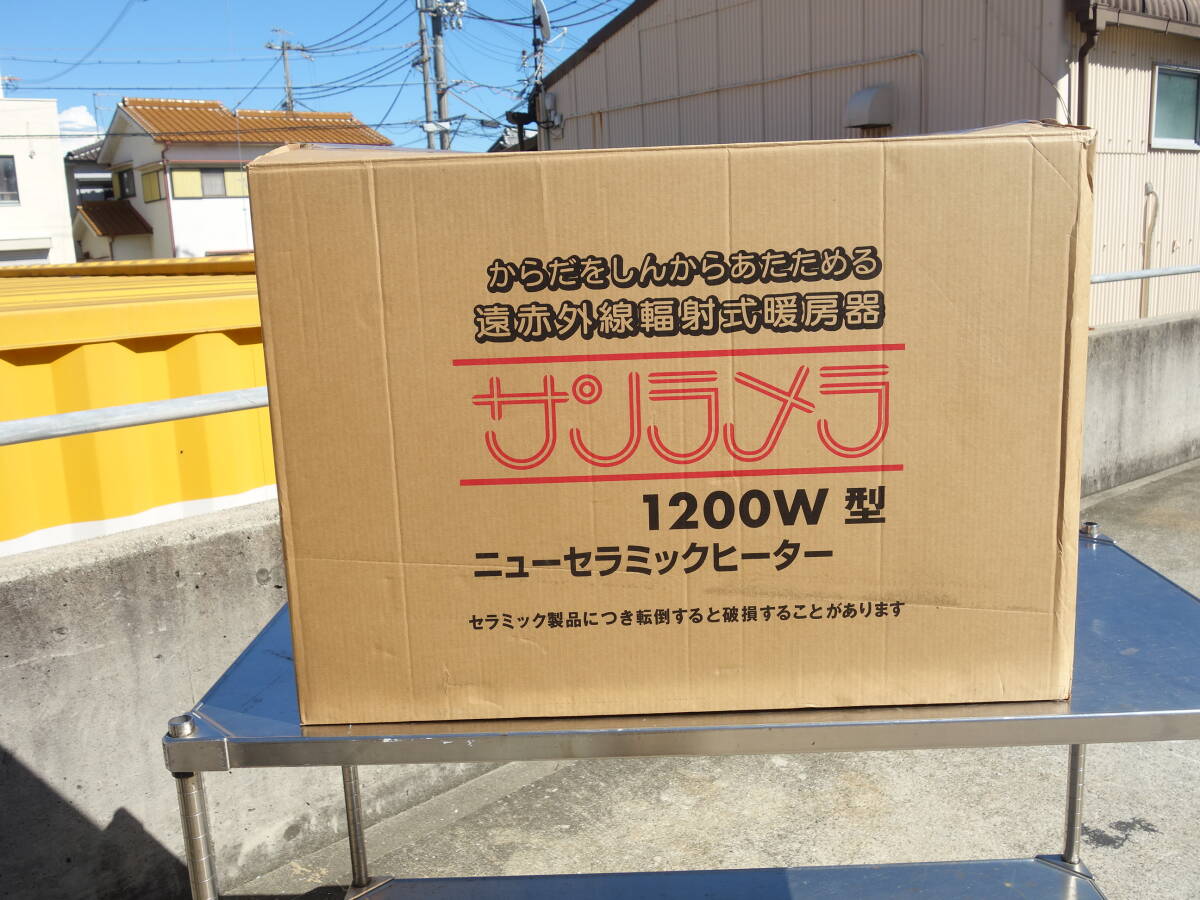 からだをしんからあたためる
遠赤外線輻射式暖房器
サンラメラ
1200W 型
ニューセラミックヒーター
セラミック製品につき転倒すると破損することがあります